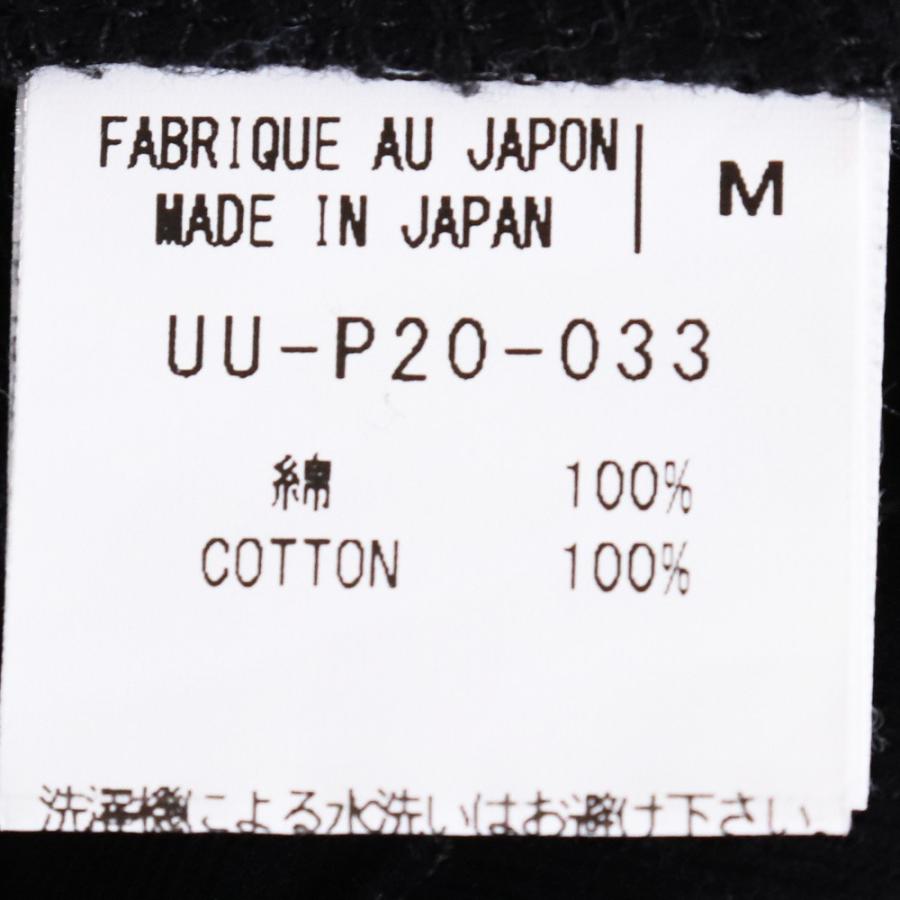 FABRIQUE AU JAPON
MADE IN JAPAN
M
UU-P20-033
綿 100%
COTTON 100%
洗濯機による水洗いはお避け下さい。